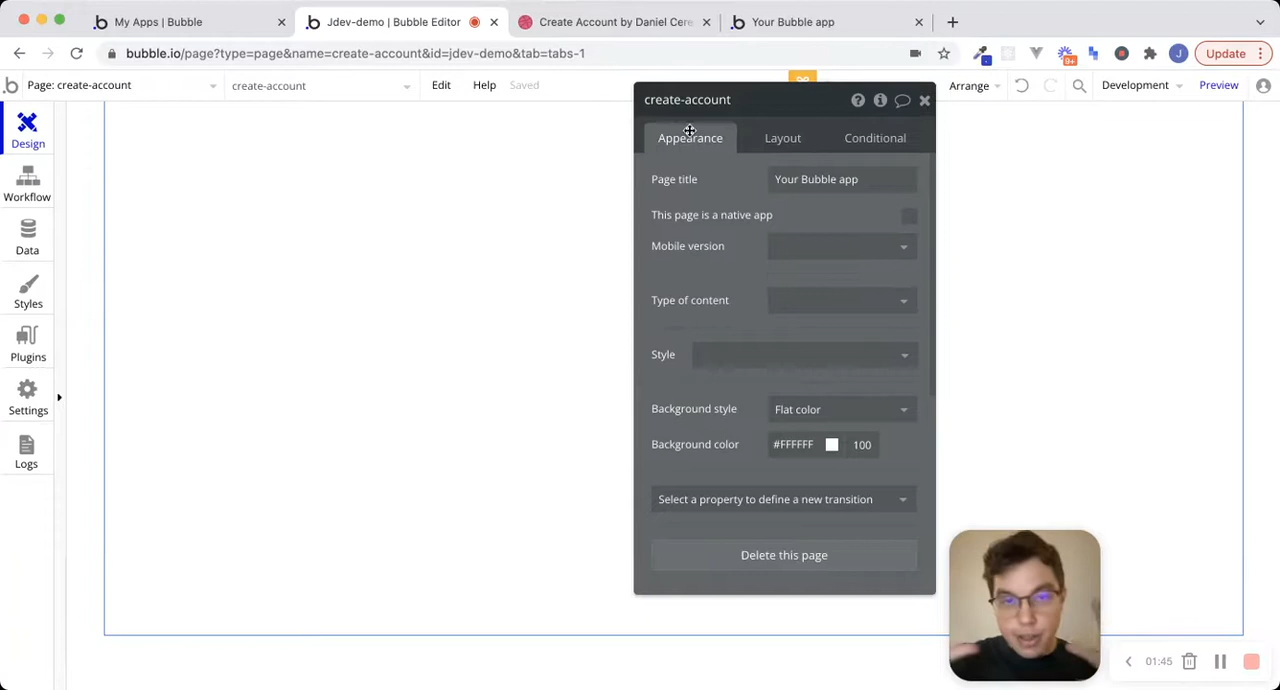 My Apps | Bubble
Jdev-demo | Bubble Editor
Create Account by Daniel Cere
Your Bubble app
bubble.io/page?type=page&name=create-account&id=jdev-demo&tab=tabs-1
9+
J
Update
Page: create-account
create-account
Edit
Help
Saved
Arrange
Development
Preview
create-account
Appearance
Layout
Conditional
Design
Workflow
Data
Styles
Plugins
Settings
Logs
Page title
Your Bubble app
This page is a native app
Mobile version
Type of content
Style
Background style
Flat color
Background color
#FFFFFF
100
Select a property to define a new transition
Delete this page
01:45